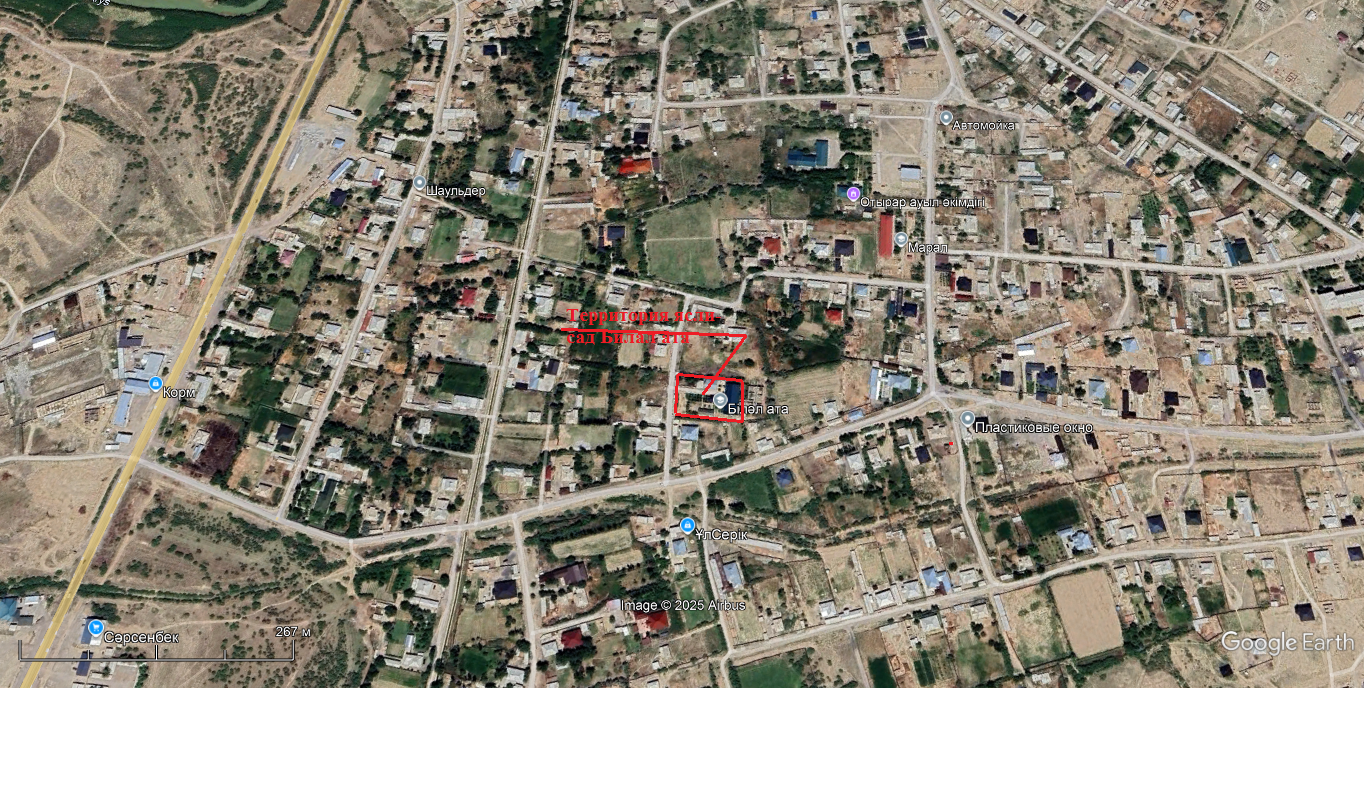 Автомойка
Шаульдер
Отырар ауыл әкімдігі
Марал
Территория ясли
сад Билал ата
Корм
Біләл ата
Пластиковые окно
ҰлСерік
Image © 2025 Airbus
Сәрсенбек
267 м
Google Earth